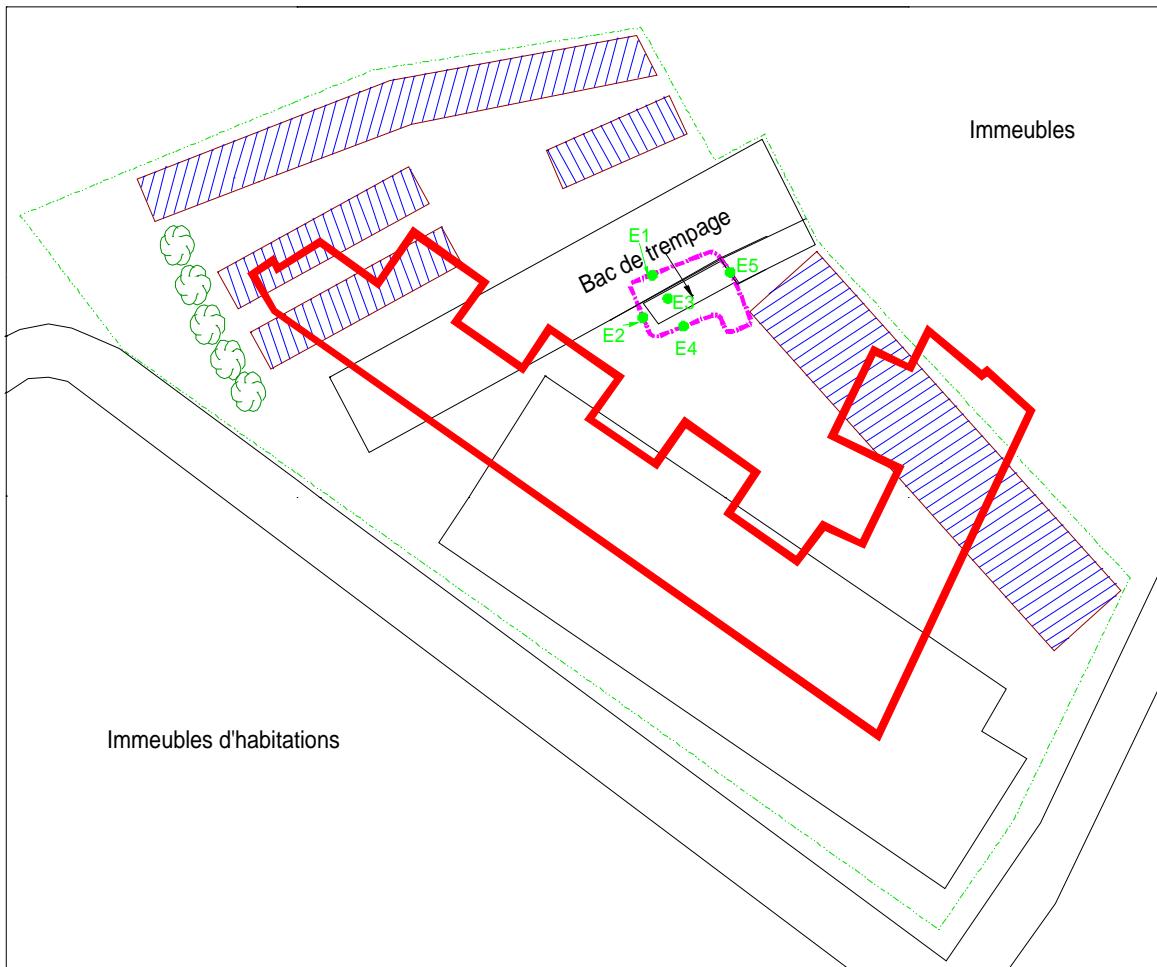 Immeubles
Bac de trempage
E1
E5
E3
E2
E4
Immeubles d'habitations